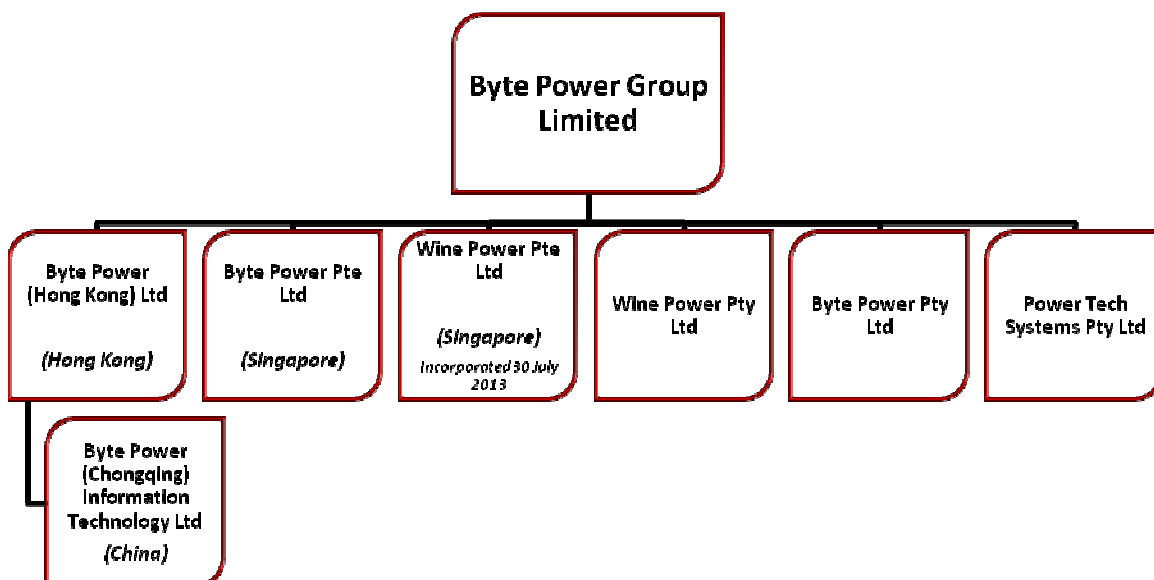 Byte Power Group
Limited
Byte Power
(Hong Kong) Ltd
(Hong Kong)
Byte Power Pte
Ltd
(Singapore)
Wine Power Pte
Ltd
(Singapore)
Incorporated 30 July
2013
Wine Power Pty
Ltd
Byte Power Pty
Ltd
Power Tech
Systems Pty Ltd
Byte Power
(Chongqing)
Information
Technology Ltd
(China)